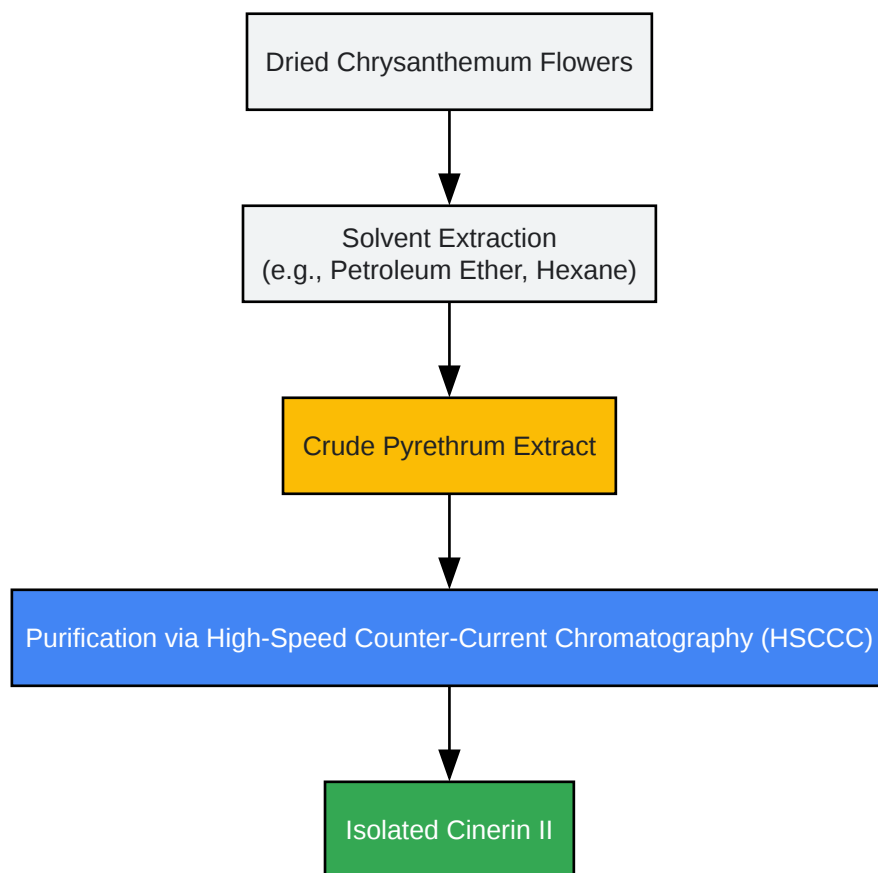 Dried Chrysanthemum Flowers
Solvent Extraction
(e.g., Petroleum Ether, Hexane)
Crude Pyrethrum Extract
Purification via High-Speed Counter-Current Chromatography (HSCCC)
Isolated Cinerin II